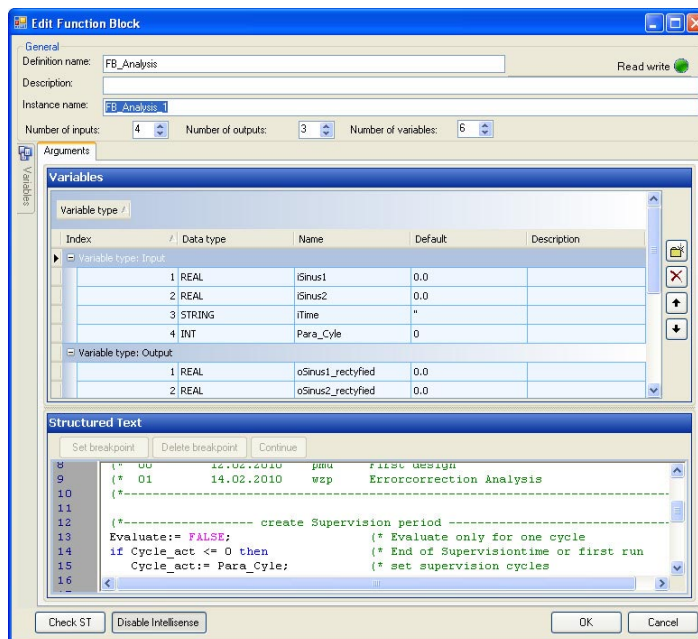 Edit Function Block
General
Definition name: FB_Analysis Read write
Description:
Instance name: FB_Analysis_1
Number of inputs: 4 Number of outputs: 3 Number of variables: 6
Variables
Arguments
Variables
Variable type
Index Data type Name Default Description
Variable type: Input
1 REAL iSinus1 0.0
2 REAL iSinus2 0.0
3 STRING iTime "
4 INT Para_Cyle 0
Variable type: Output
1 REAL oSinus1_rectyfied 0.0
2 REAL oSinus2_rectyfied 0.0
Structured Text
Set breakpoint Delete breakpoint Continue
8 (* 00 12.02.2010 pmu First design
9 (* 01 14.02.2010 wzp Errorcorrection Analysis
10 (*----------------------------------------------------------------------
11
12 (*------------------ create Supervision period ---------------------
13 Evaluate:= FALSE; (* Evaluate only for one cycle
14 if Cycle_act <= 0 then (* End of Supervisiontime or first run
15 Cycle_act:= Para_Cyle; (* set supervision cycles
16
Check ST Disable Intellisense OK Cancel